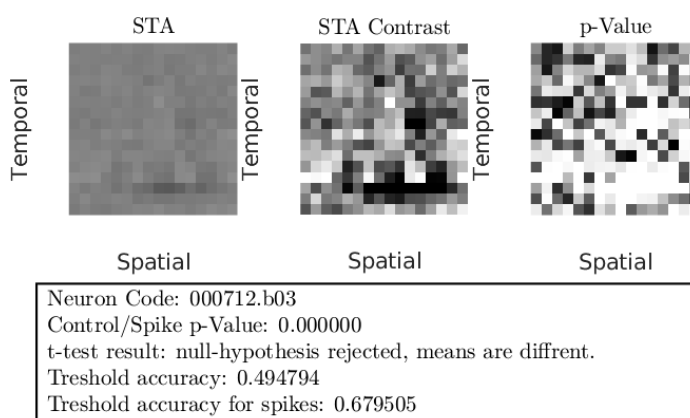 STA
STA Contrast
p-Value
Temporal
Temporal
Temporal
Spatial
Spatial
Spatial
Neuron Code: 000712.b03
Control/Spike p-Value: 0.000000
t-test result: null-hypothesis rejected, means are diffrent.
Treshold accuracy: 0.494794
Treshold accuracy for spikes: 0.679505